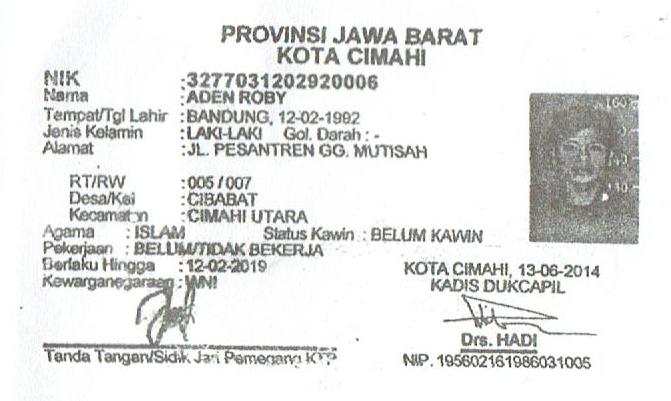 PROVINSI JAWA BARAT
KOTA CIMAHI
NIK :3277031202920006
Nama :ADEN ROBY
Tempat/Tgl Lahir :BANDUNG, 12-02-1992
Jenis Kelamin :LAKI-LAKI Gol. Darah : -
Alamat :JL. PESANTREN GG. MUTISAH
RT/RW :005 / 007
Desa/Kel :CIBABAT
Kecamatan :CIMAHI UTARA
Agama : ISLAM Status Kawin : BELUM KAWIN
Pekerjaan : BELUM/TIDAK BEKERJA
Berlaku Hingga :12-02-2019
Kewarganegaraan : WNI
KOTA CIMAHI, 13-06-2014
KADIS DUKCAPIL
Drs. HADI
NIP. 195602161986031005
Tanda Tangan/Sidik Jari Pemegang KTP
160